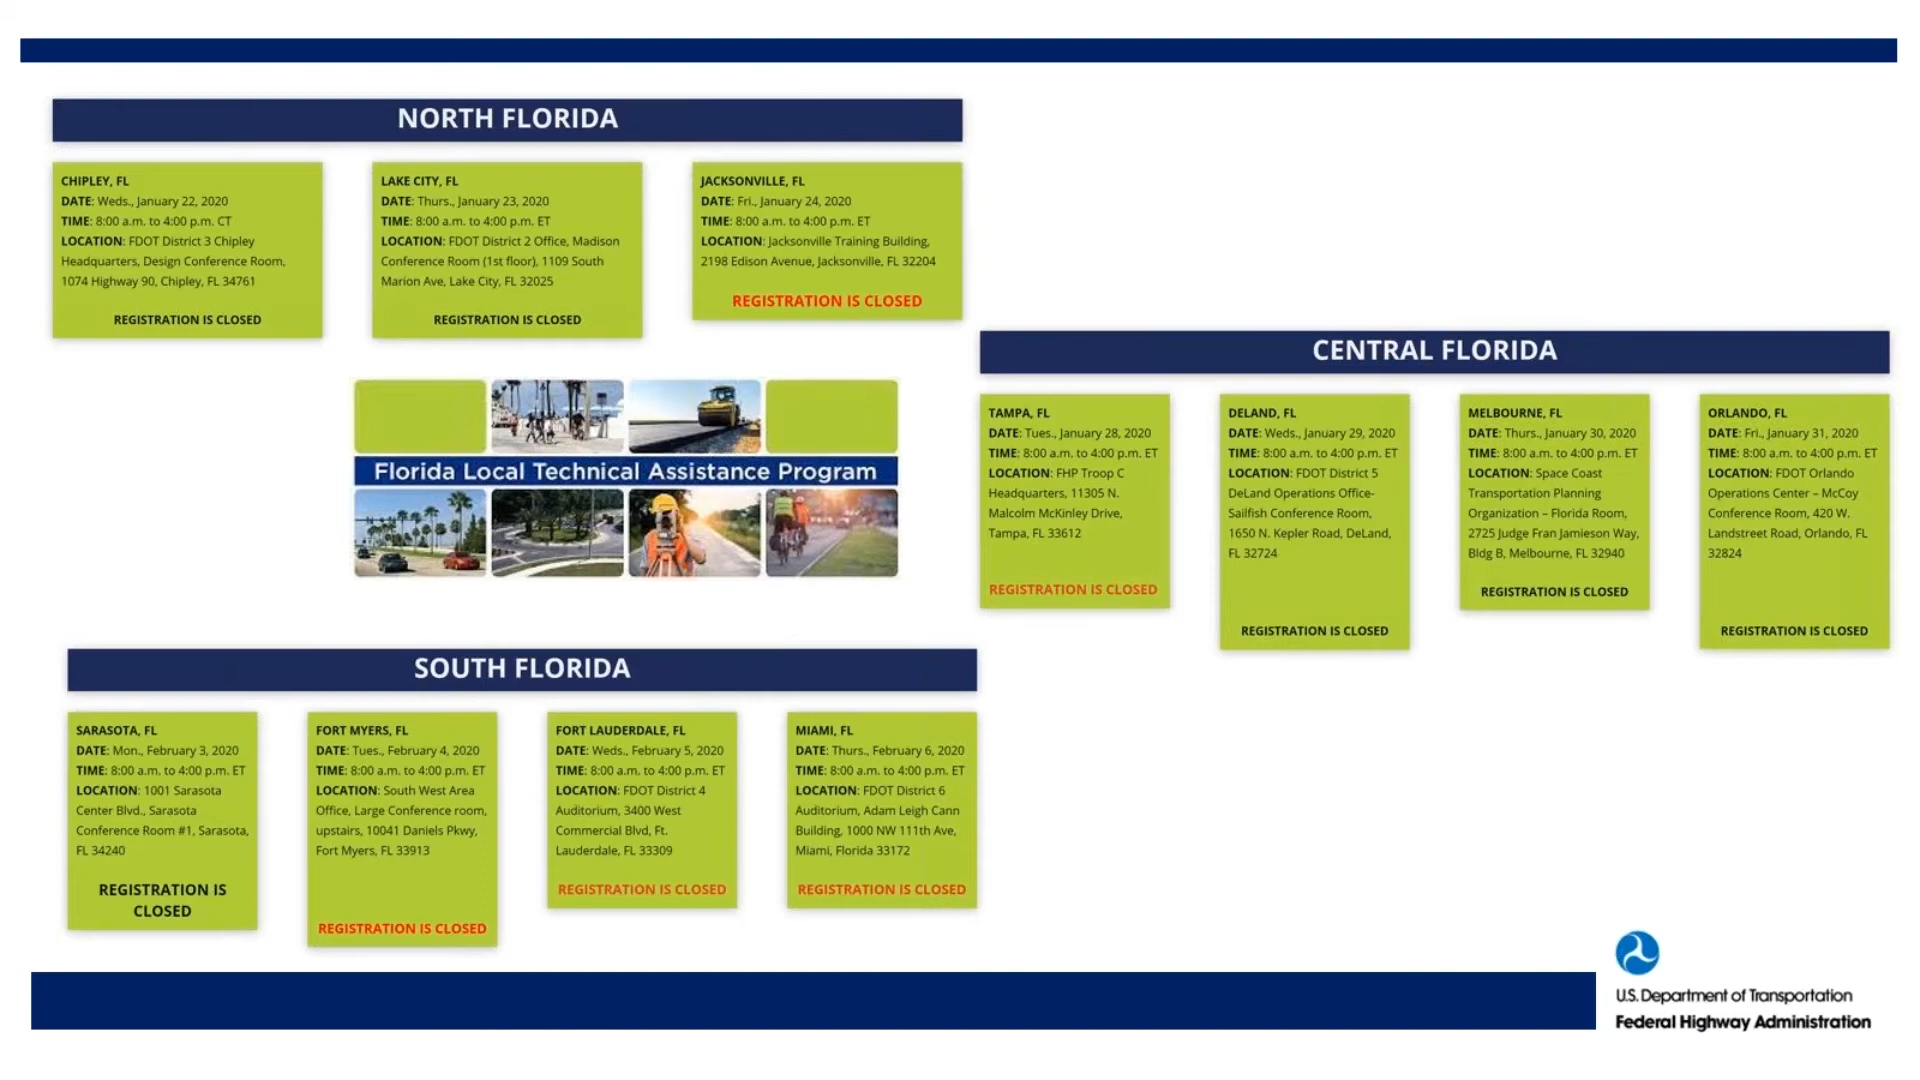 NORTH FLORIDA
CHIPLEY, FL
DATE: Weds., January 22, 2020
TIME: 8:00 a.m. to 4:00 p.m. CT
LOCATION: FDOT District 3 Chipley
Headquarters, Design Conference Room,
1074 Highway 90, Chipley, FL 34761
REGISTRATION IS CLOSED
LAKE CITY, FL
DATE: Thurs., January 23, 2020
TIME: 8:00 a.m. to 4:00 p.m. ET
LOCATION: FDOT District 2 Office, Madison
Conference Room (1st floor), 1109 South
Marion Ave, Lake City, FL 32025
REGISTRATION IS CLOSED
JACKSONVILLE, FL
DATE: Fri., January 24, 2020
TIME: 8:00 a.m. to 4:00 p.m. ET
LOCATION: Jacksonville Training Building,
2198 Edison Avenue, Jacksonville, FL 32204
REGISTRATION IS CLOSED
CENTRAL FLORIDA
TAMPA, FL
DATE: Tues., January 28, 2020
TIME: 8:00 a.m. to 4:00 p.m. ET
LOCATION: FHP Troop C
Headquarters, 11305 N.
Malcolm McKinley Drive,
Tampa, FL 33612
REGISTRATION IS CLOSED
DELAND, FL
DATE: Weds., January 29, 2020
TIME: 8:00 a.m. to 4:00 p.m. ET
LOCATION: FDOT District 5
DeLand Operations Office-
Sailfish Conference Room,
1650 N. Kepler Road, DeLand,
FL 32724
REGISTRATION IS CLOSED
MELBOURNE, FL
DATE: Thurs., January 30, 2020
TIME: 8:00 a.m. to 4:00 p.m. ET
LOCATION: Space Coast
Transportation Planning
Organization – Florida Room,
2725 Judge Fran Jamieson Way,
Bldg B, Melbourne, FL 32940
REGISTRATION IS CLOSED
ORLANDO, FL
DATE: Fri., January 31, 2020
TIME: 8:00 a.m. to 4:00 p.m. ET
LOCATION: FDOT Orlando
Operations Center – McCoy
Conference Room, 420 W.
Landstreet Road, Orlando, FL
32824
REGISTRATION IS CLOSED
Florida Local Technical Assistance Program
SOUTH FLORIDA
SARASOTA, FL
DATE: Mon., February 3, 2020
TIME: 8:00 a.m. to 4:00 p.m. ET
LOCATION: 1001 Sarasota
Center Blvd., Sarasota
Conference Room #1, Sarasota,
FL 34240
REGISTRATION IS
CLOSED
FORT MYERS, FL
DATE: Tues., February 4, 2020
TIME: 8:00 a.m. to 4:00 p.m. ET
LOCATION: South West Area
Office, Large Conference room,
upstairs, 10041 Daniels Pkwy,
Fort Myers, FL 33913
REGISTRATION IS CLOSED
FORT LAUDERDALE, FL
DATE: Weds., February 5, 2020
TIME: 8:00 a.m. to 4:00 p.m. ET
LOCATION: FDOT District 4
Auditorium, 3400 West
Commercial Blvd, Ft.
Lauderdale, FL 33309
REGISTRATION IS CLOSED
MIAMI, FL
DATE: Thurs., February 6, 2020
TIME: 8:00 a.m. to 4:00 p.m. ET
LOCATION: FDOT District 6
Auditorium, Adam Leigh Cann
Building, 1000 NW 111th Ave,
Miami, Florida 33172
REGISTRATION IS CLOSED
U.S. Department of Transportation
Federal Highway Administration